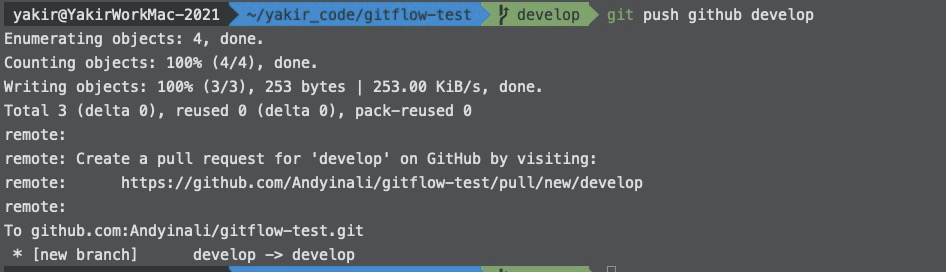 yakir@YakirWorkMac-2021 ~/yakir_code/gitflow-test develop git push github develop
Enumerating objects: 4, done.
Counting objects: 100% (4/4), done.
Writing objects: 100% (3/3), 253 bytes | 253.00 KiB/s, done.
Total 3 (delta 0), reused 0 (delta 0), pack-reused 0
remote:
remote: Create a pull request for 'develop' on GitHub by visiting:
remote:      https://github.com/Andyinali/gitflow-test/pull/new/develop
remote:
To github.com:Andyinali/gitflow-test.git
 * [new branch]      develop -> develop